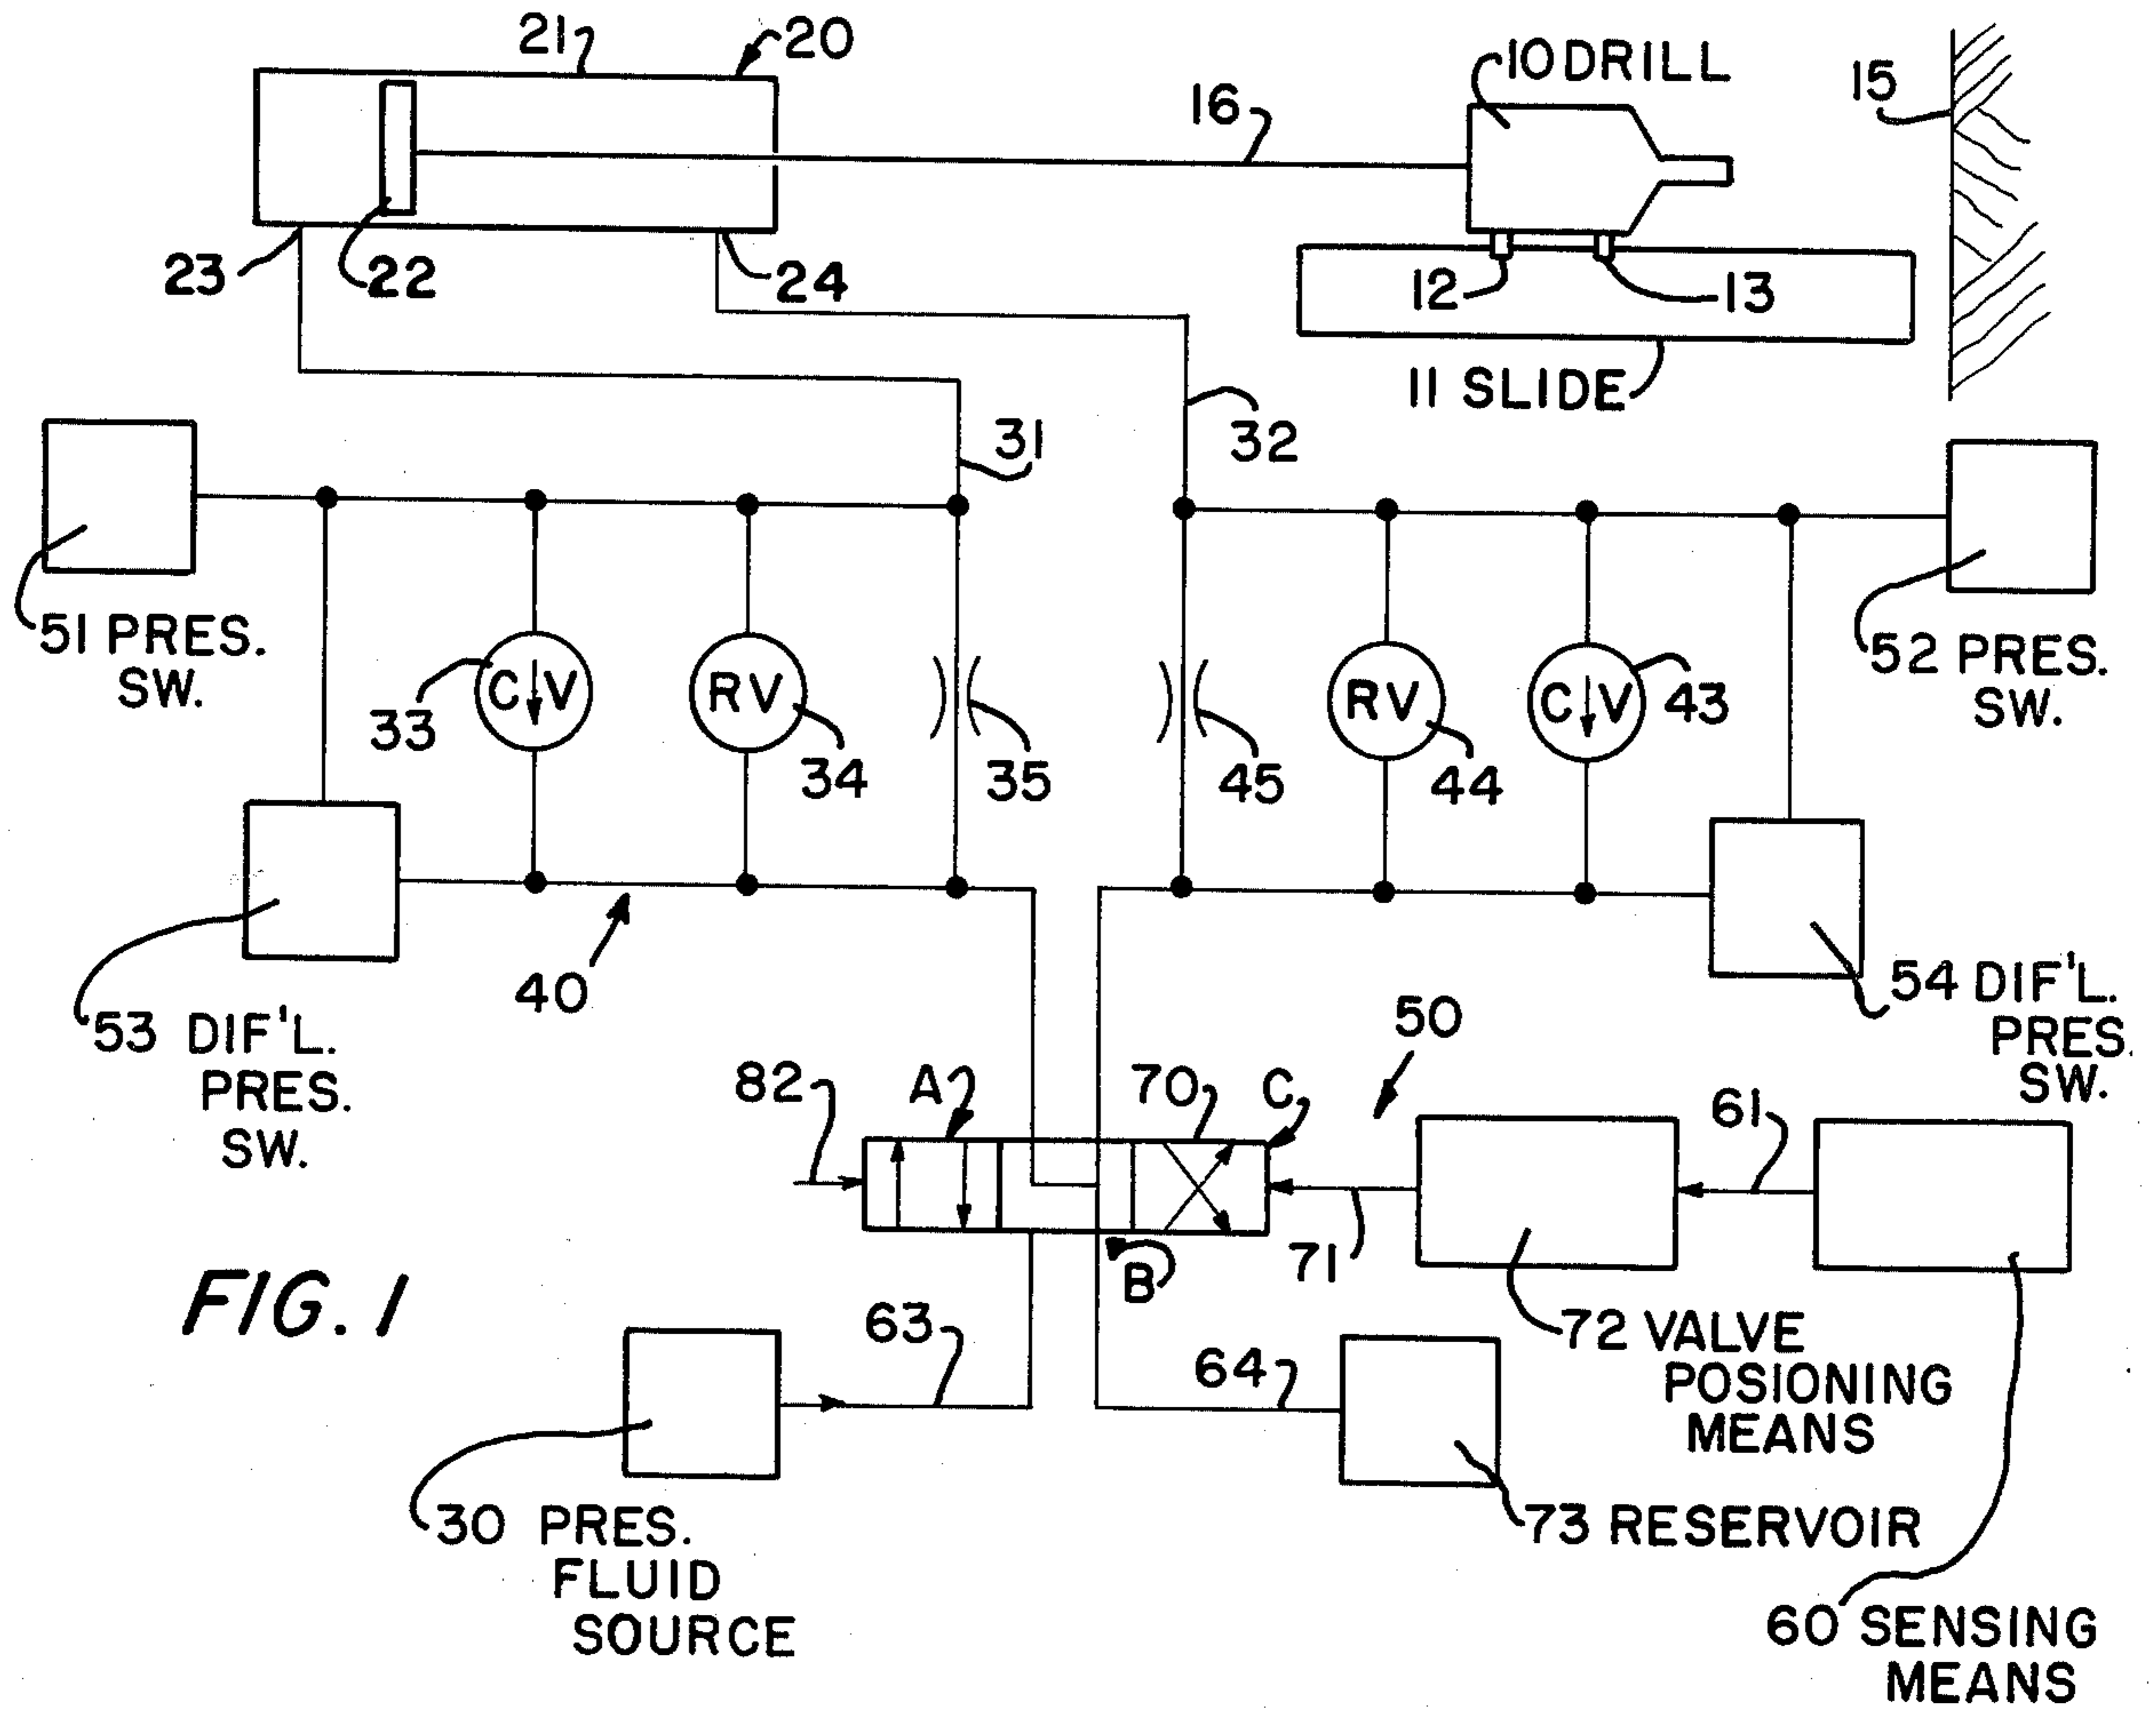 21
20
10 DRILL
15
16
23
22
24
12
13
11 SLIDE
31
32
51 PRES.
SW.
33
C V
RV
34
35
45
RV
44
C V
43
52 PRES.
SW.
53 DIF'L.
PRES.
SW.
40
54 DIF'L.
PRES.
SW.
50
82
A
70
C
61
71
B
FIG. 1
63
64
72 VALVE
POSIONING
MEANS
30 PRES.
FLUID
SOURCE
73 RESERVOIR
60 SENSING
MEANS